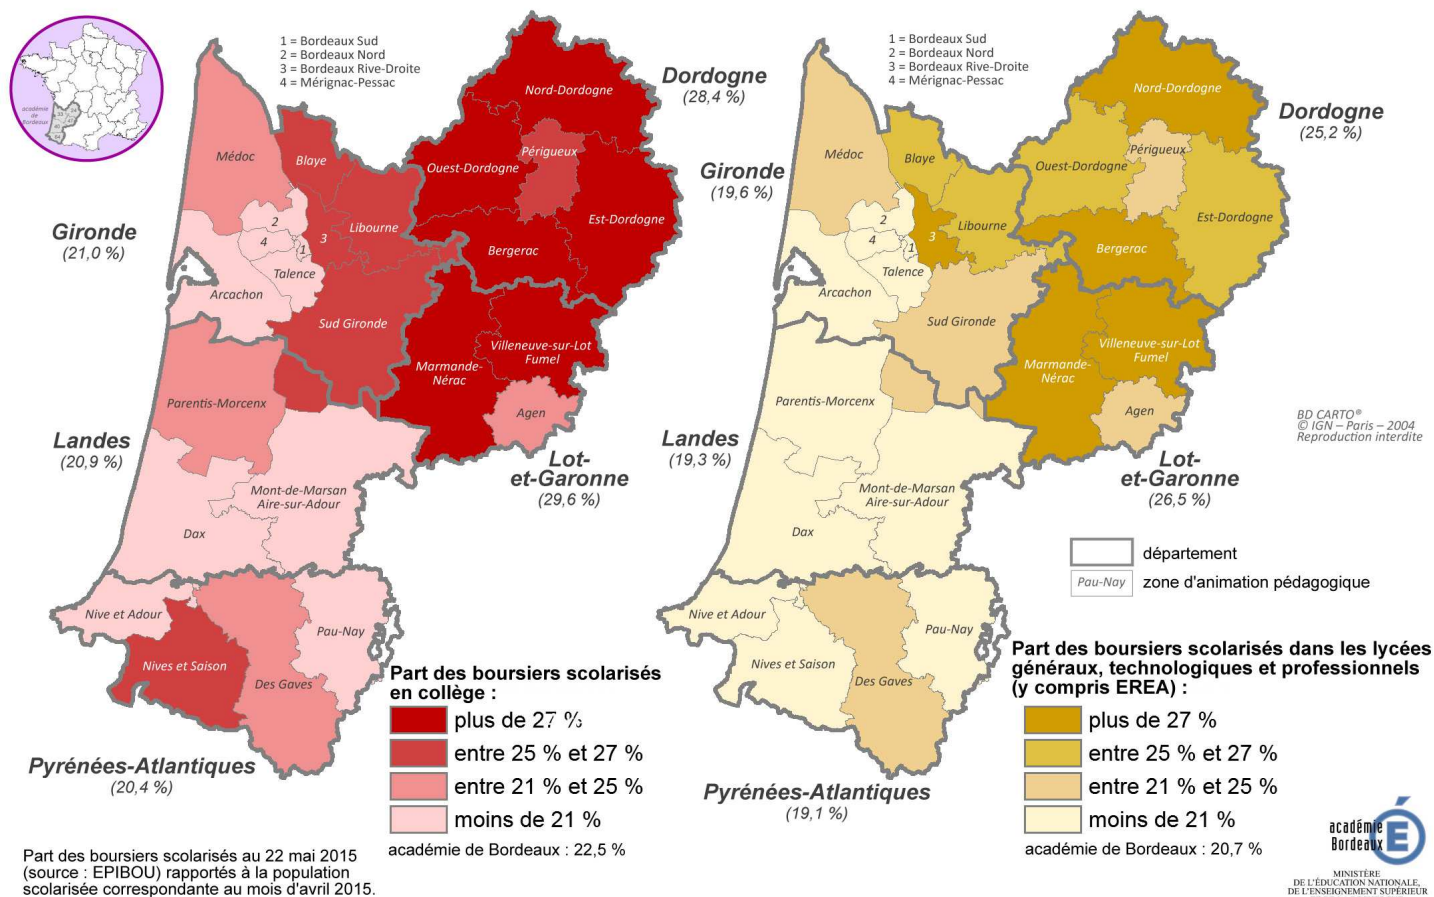 académie
de
Bordeaux
1 = Bordeaux Sud
2 = Bordeaux Nord
3 = Bordeaux Rive-Droite
4 = Mérignac-Pessac
Dordogne
(28,4 %)
Nord-Dordogne
Périgueux
Ouest-Dordogne
Est-Dordogne
Bergerac
Médoc
Blaye
Libourne
2
3
4
1
Talence
Gironde
(21,0 %)
Arcachon
Sud Gironde
Villeneuve-sur-Lot
Fumel
Marmande-
Nérac
Agen
Parentis-Morcenx
Landes
(20,9 %)
Lot-
et-Garonne
(29,6 %)
Mont-de-Marsan
Aire-sur-Adour
Dax
Nive et Adour
Pau-Nay
Nives et Saison
Des Gaves
Pyrénées-Atlantiques
(20,4 %)
Part des boursiers scolarisés
en collège :
plus de 27 %
entre 25 % et 27 %
entre 21 % et 25 %
moins de 21 %
académie de Bordeaux : 22,5 %
Part des boursiers scolarisés au 22 mai 2015
(source : EPIBOU) rapportés à la population
scolarisée correspondante au mois d'avril 2015.
1 = Bordeaux Sud
2 = Bordeaux Nord
3 = Bordeaux Rive-Droite
4 = Mérignac-Pessac
Nord-Dordogne
Dordogne
(25,2 %)
Périgueux
Ouest-Dordogne
Est-Dordogne
Bergerac
Médoc
Blaye
Gironde
(19,6 %)
Libourne
2
3
4
1
Talence
Arcachon
Sud Gironde
Villeneuve-sur-Lot
Fumel
Marmande-
Nérac
Agen
Parentis-Morcenx
Landes
(19,3 %)
Lot-
et-Garonne
(26,5 %)
Mont-de-Marsan
Aire-sur-Adour
Dax
Nive et Adour
Pau-Nay
Nives et Saison
Des Gaves
Pyrénées-Atlantiques
(19,1 %)
BD CARTO®
© IGN – Paris – 2004
Reproduction interdite
département
Pau-Nay
zone d'animation pédagogique
Part des boursiers scolarisés dans les lycées
généraux, technologiques et professionnels
(y compris EREA) :
plus de 27 %
entre 25 % et 27 %
entre 21 % et 25 %
moins de 21 %
académie de Bordeaux : 20,7 %
académie
Bordeaux
É
MINISTÈRE
DE L'ÉDUCATION NATIONALE,
DE L'ENSEIGNEMENT SUPÉRIEUR